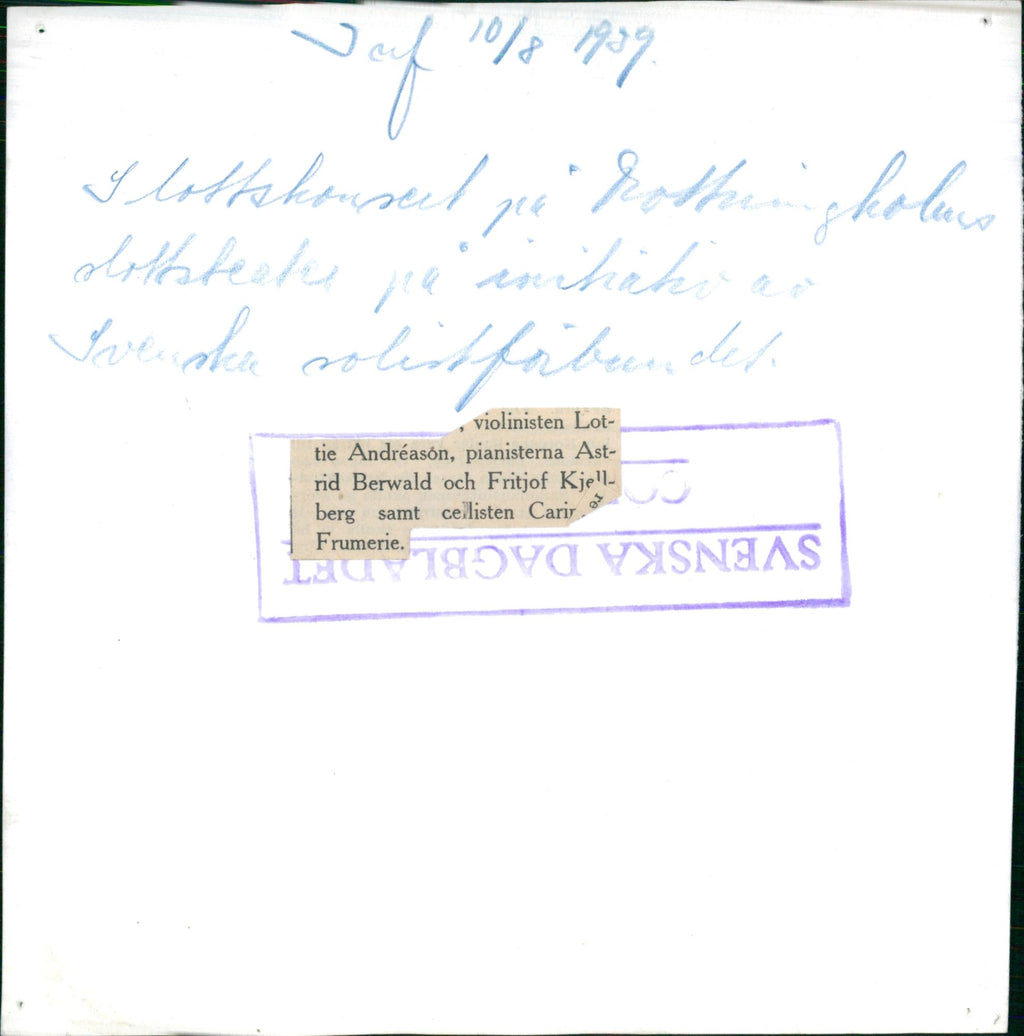 Inf 10/8 1939.
Slottskonsert på Drottningholms
slottsteater på initiativ av
Svenska solistförbundet.
, violinisten Lot-
tie Andréasón, pianisterna Ast-
rid Berwald och Fritjof Kjell-
berg samt cellisten Carin
Frumerie.
SVENSKA DAGBLADET